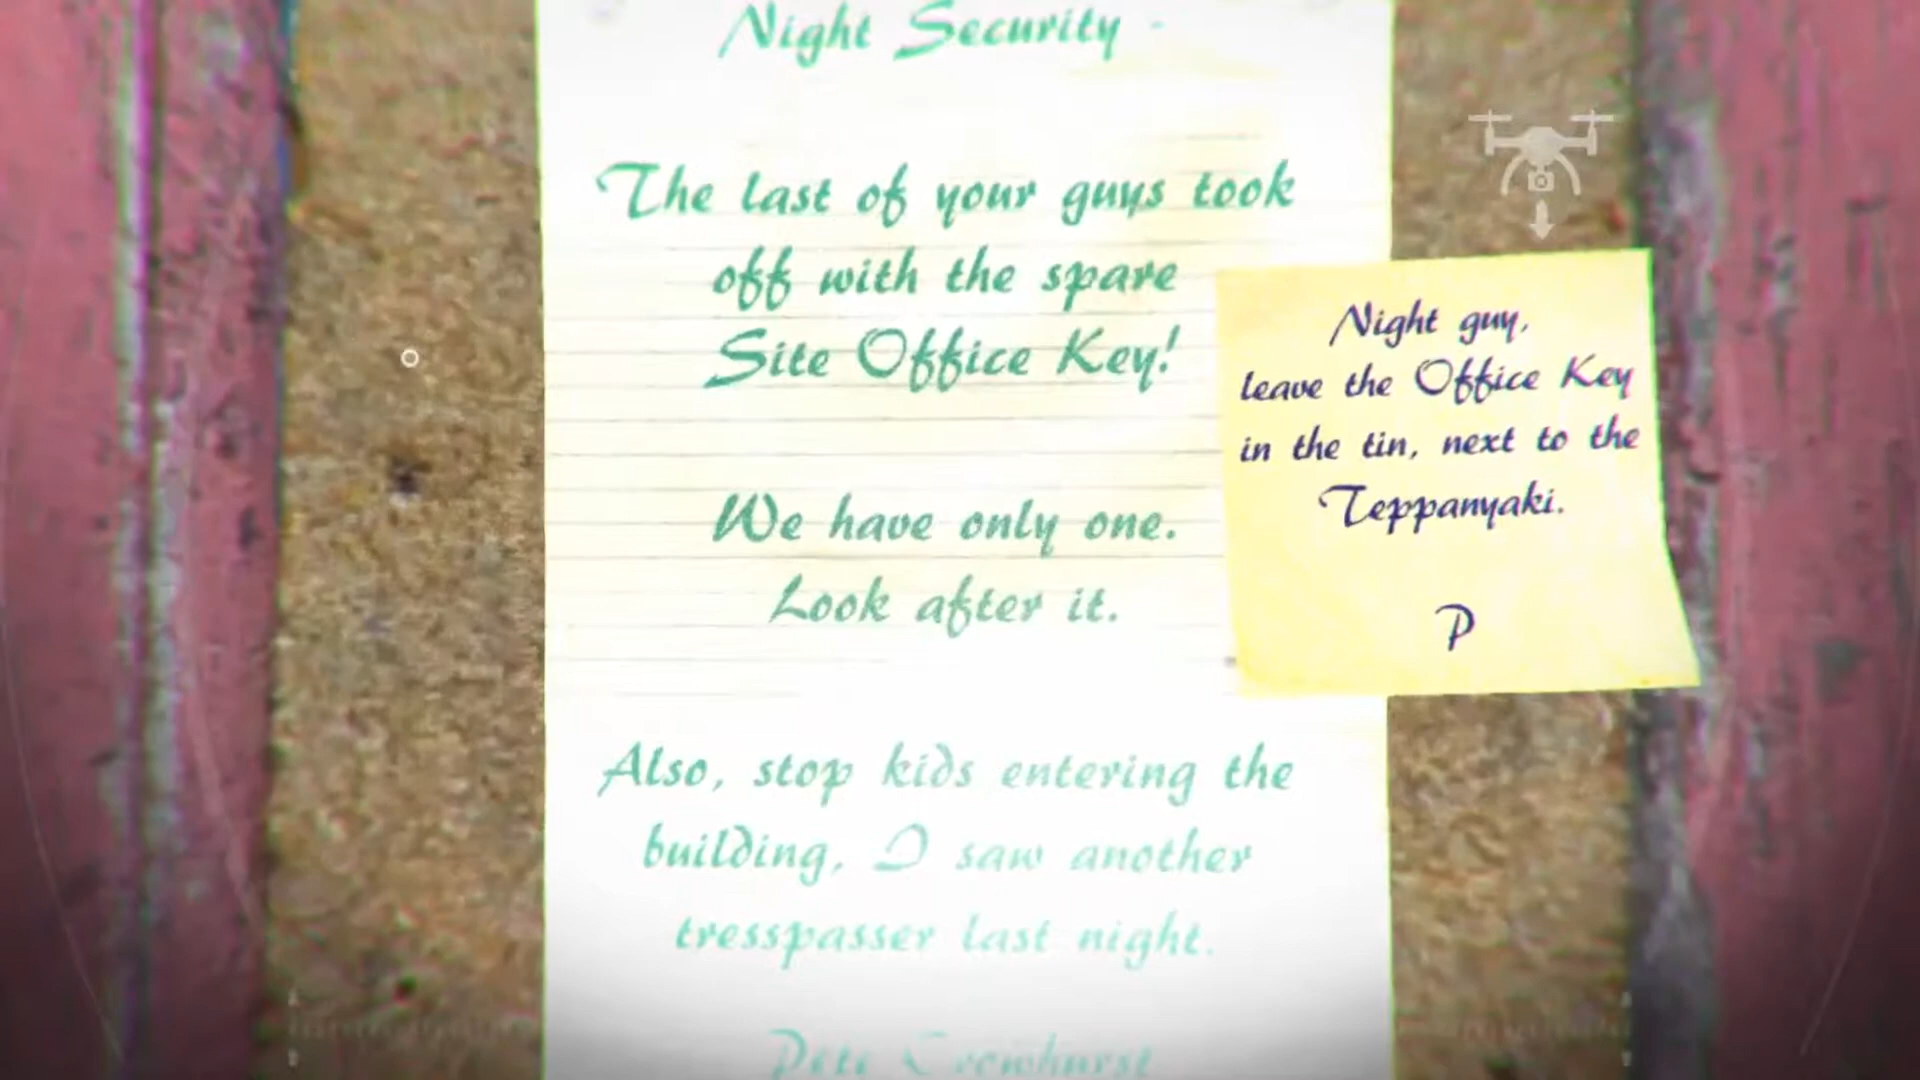 Night Security -
The last of your guys took
off with the spare
Site Office Key!
We have only one.
Look after it.
Also, stop kids entering the
building, I saw another
tresspasser last night.
Pete Crowhurst
Night guy,
leave the Office Key
in the tin, next to the
Teppanyaki.
P